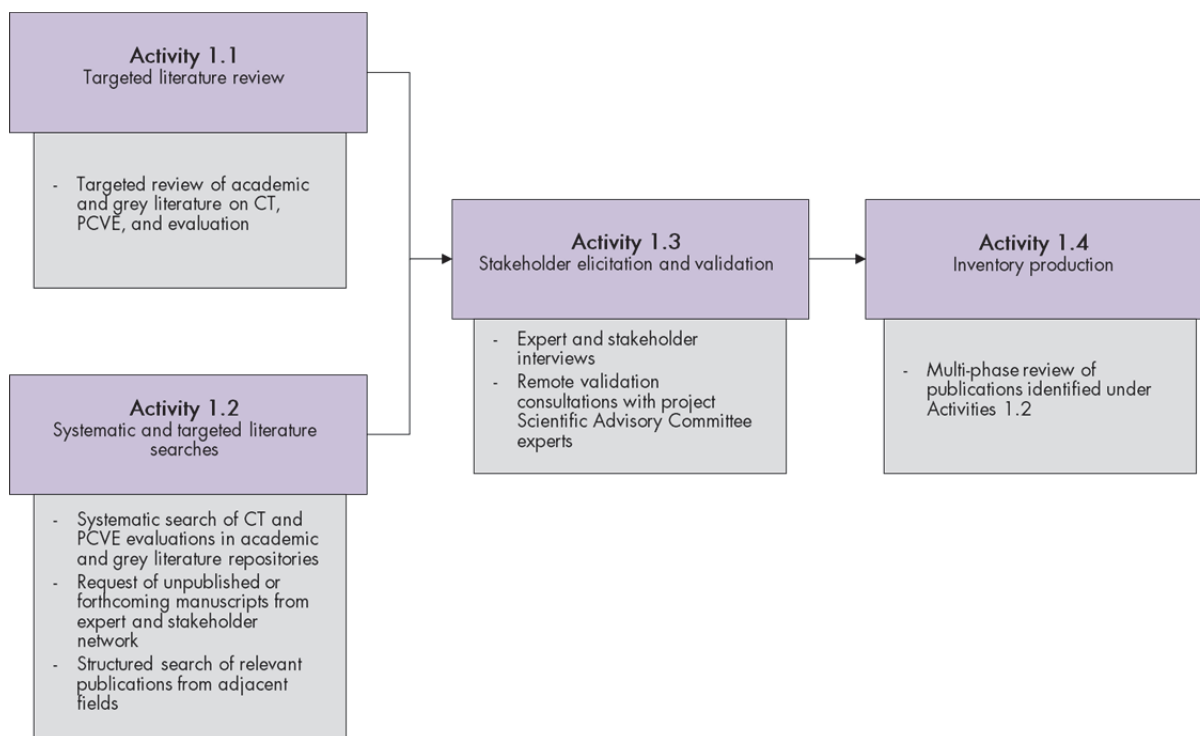 Activity 1.1
Targeted literature review
- Targeted review of academic
and grey literature on CT,
PCVE, and evaluation
Activity 1.2
Systematic and targeted literature
searches
- Systematic search of CT and
PCVE evaluations in academic
and grey literature repositories
- Request of unpublished or
forthcoming manuscripts from
expert and stakeholder
network
- Structured search of relevant
publications from adjacent
fields
Activity 1.3
Stakeholder elicitation and validation
- Expert and stakeholder
interviews
- Remote validation
consultations with project
Scientific Advisory Committee
experts
Activity 1.4
Inventory production
- Multi-phase review of
publications identified under
Activities 1.2